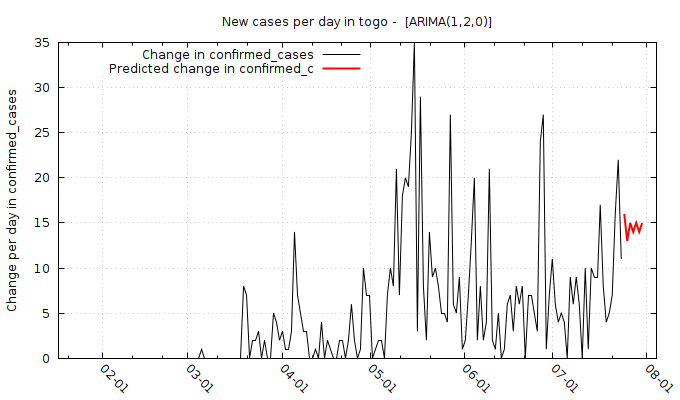 New cases per day in togo -  [ARIMA(1,2,0)]
Change per day in confirmed_cases
Change in confirmed_cases
Predicted change in confirmed_c
35
30
25
20
15
10
5
0
02-01 03-01 04-01 05-01 06-01 07-01 08-01